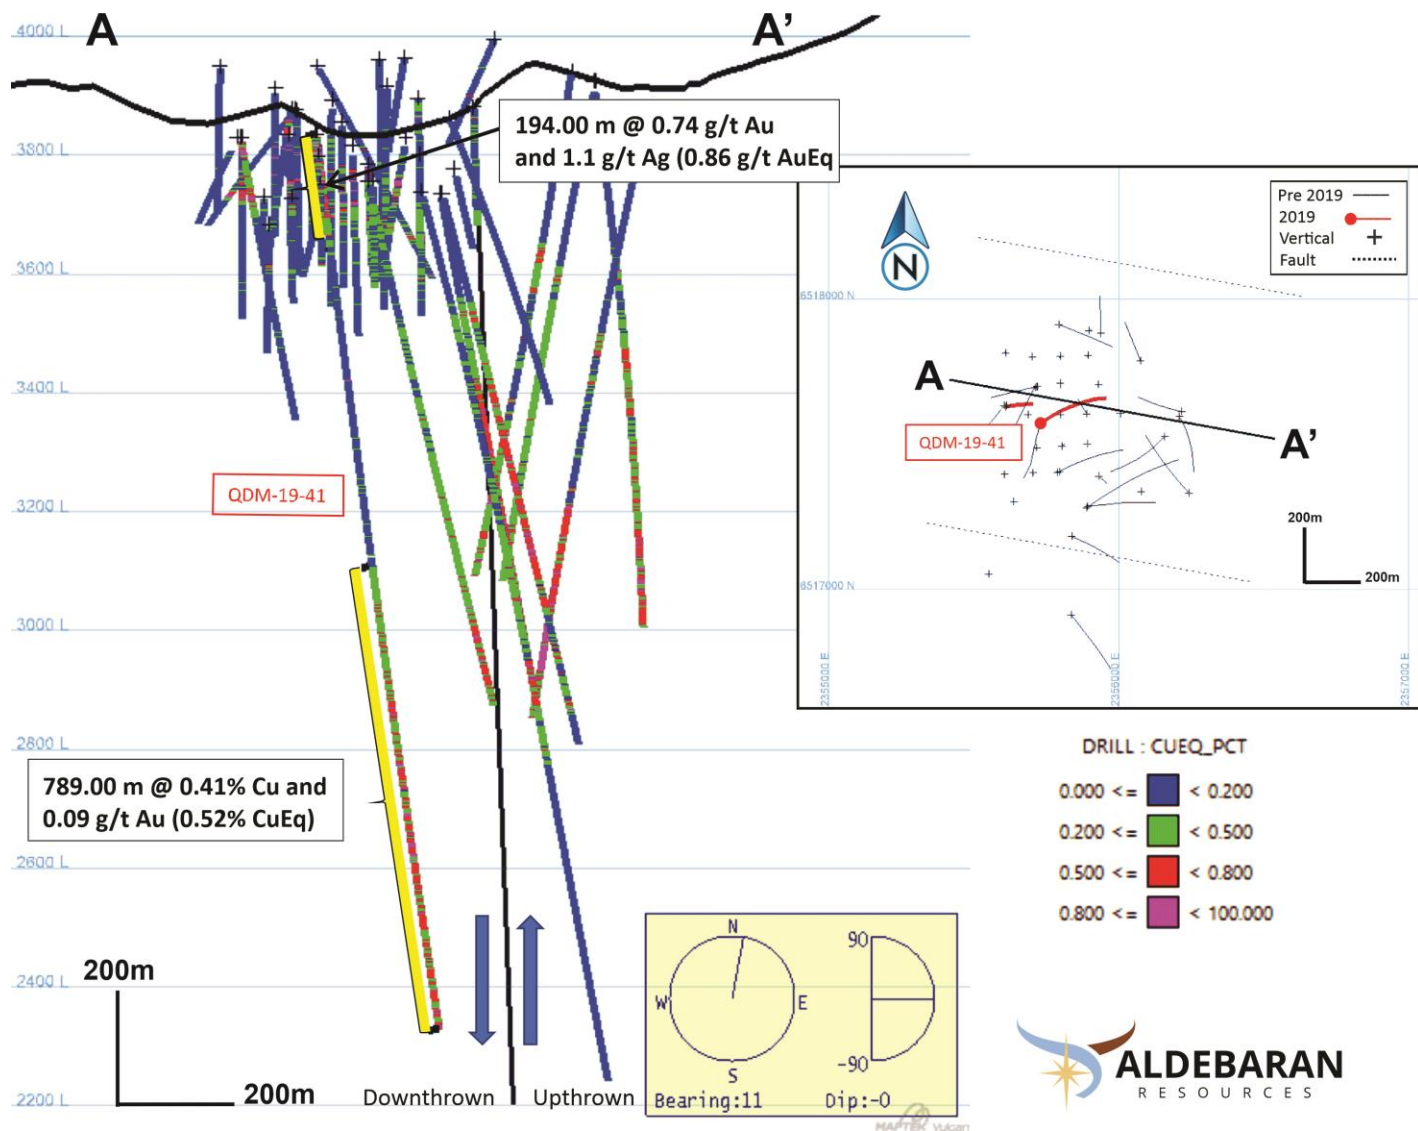 A
A’
4000 L
3800 L
3600 L
3400 L
3200 L
3000 L
2800 L
2600 L
2400 L
2200 L
194.00 m @ 0.74 g/t Au
and 1.1 g/t Ag (0.86 g/t AuEq
QDM-19-41
789.00 m @ 0.41% Cu and
0.09 g/t Au (0.52% CuEq)
200m
200m
Downthrown
Upthrown
N
W
E
S
Bearing:11
90
-90
Dip:-0
MAPTEK Vulcan
N
Pre 2019
2019
Vertical
Fault
6518000 N
6517000 N
A
A’
QDM-19-41
200m
200m
2355000 E
2356000 E
2357000 E
DRILL : CUEQ_PCT
0.000 <= < 0.200
0.200 <= < 0.500
0.500 <= < 0.800
0.800 <= < 100.000
ALDEBARAN
RESOURCES